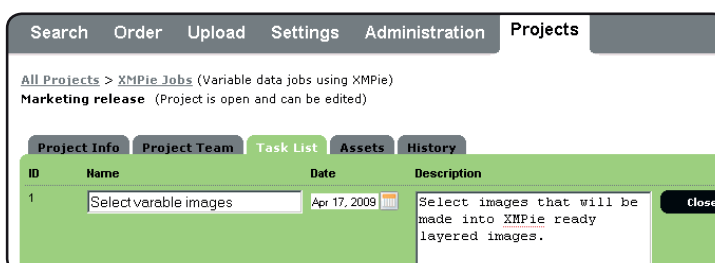 Search Order Upload Settings Administration Projects
All Projects > XMPie Jobs (Variable data jobs using XMPie)
Marketing release (Project is open and can be edited)
Project Info Project Team Task List Assets History
ID Name Date Description
1 Select varable images Apr 17, 2009 Select images that will be Close
made into XMPie ready
layered images.